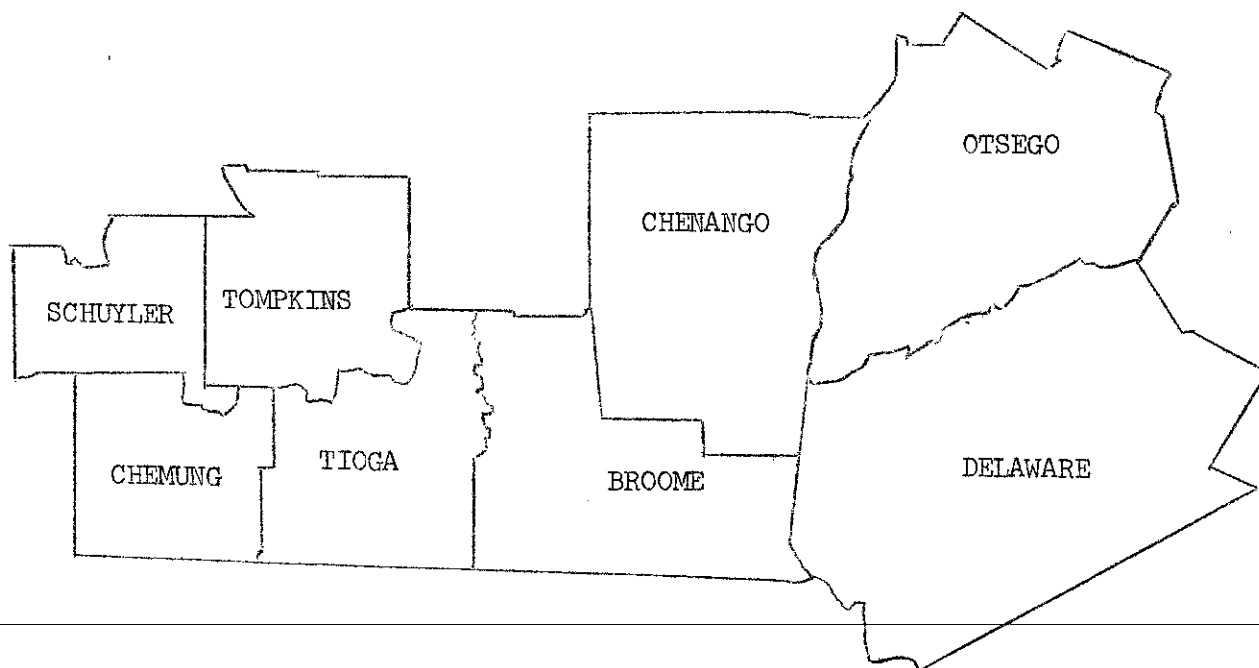 OTSEGO
CHENANGO
TOMPKINS
SCHUYLER
TIOGA
CHEMUNG
BROOME
DELAWARE